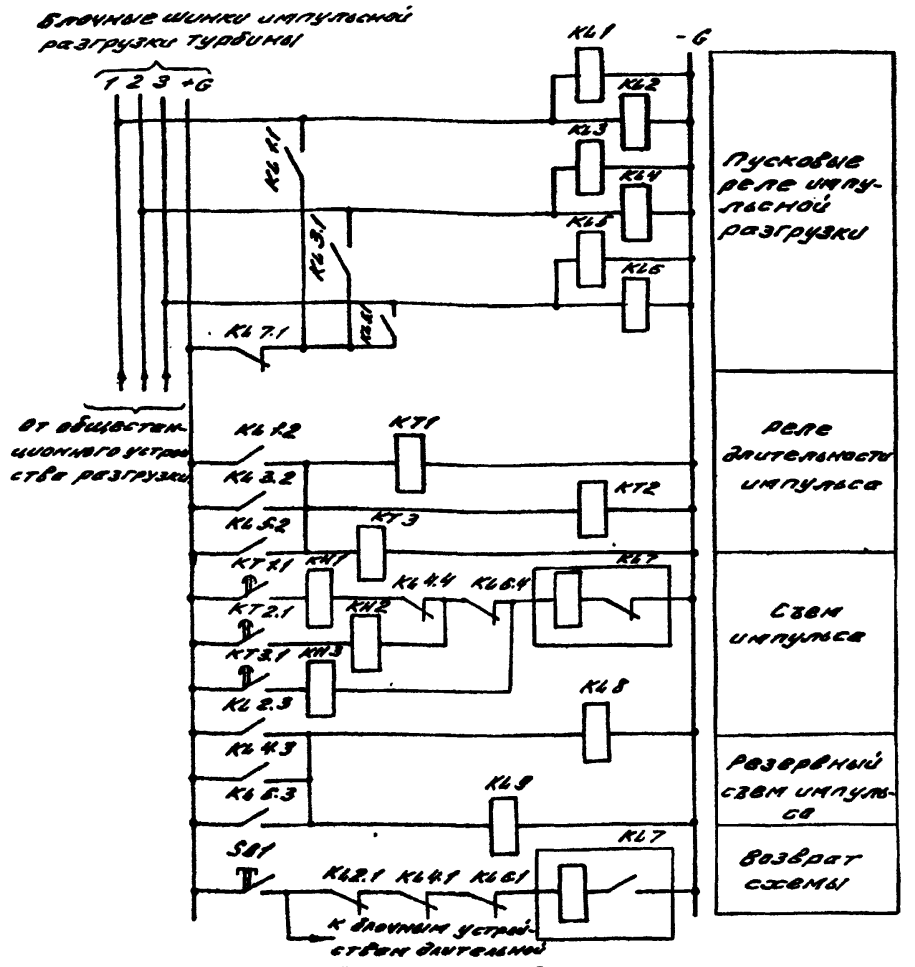 Блочные шинки импульсной
разгрузки турбины
1 2 3 +G
-G
KL1
KL2
KL3
KL4
KL5
KL6
KL1.1
KL3.1
KL7.1
Пусковые
реле импу-
льсной
разгрузки
От общестан-
ционного устрой
ства разгрузки
KL1.2
KT1
KL3.2
KT2
KL5.2
KT3
Реле
длительности
импульса
KT1.1
KH1
KL4.4
KL6.4
KL7
KT2.1
KH2
KT3.1
KH3
Съем
импульса
KL2.3
KL8
KL4.3
KL6.3
KL9
Резервный
съем импуль-
са
SB1
KL2.1
KL4.1
KL6.1
KL7
Возврат
схемы
К блочным устрой-
ствам длительной